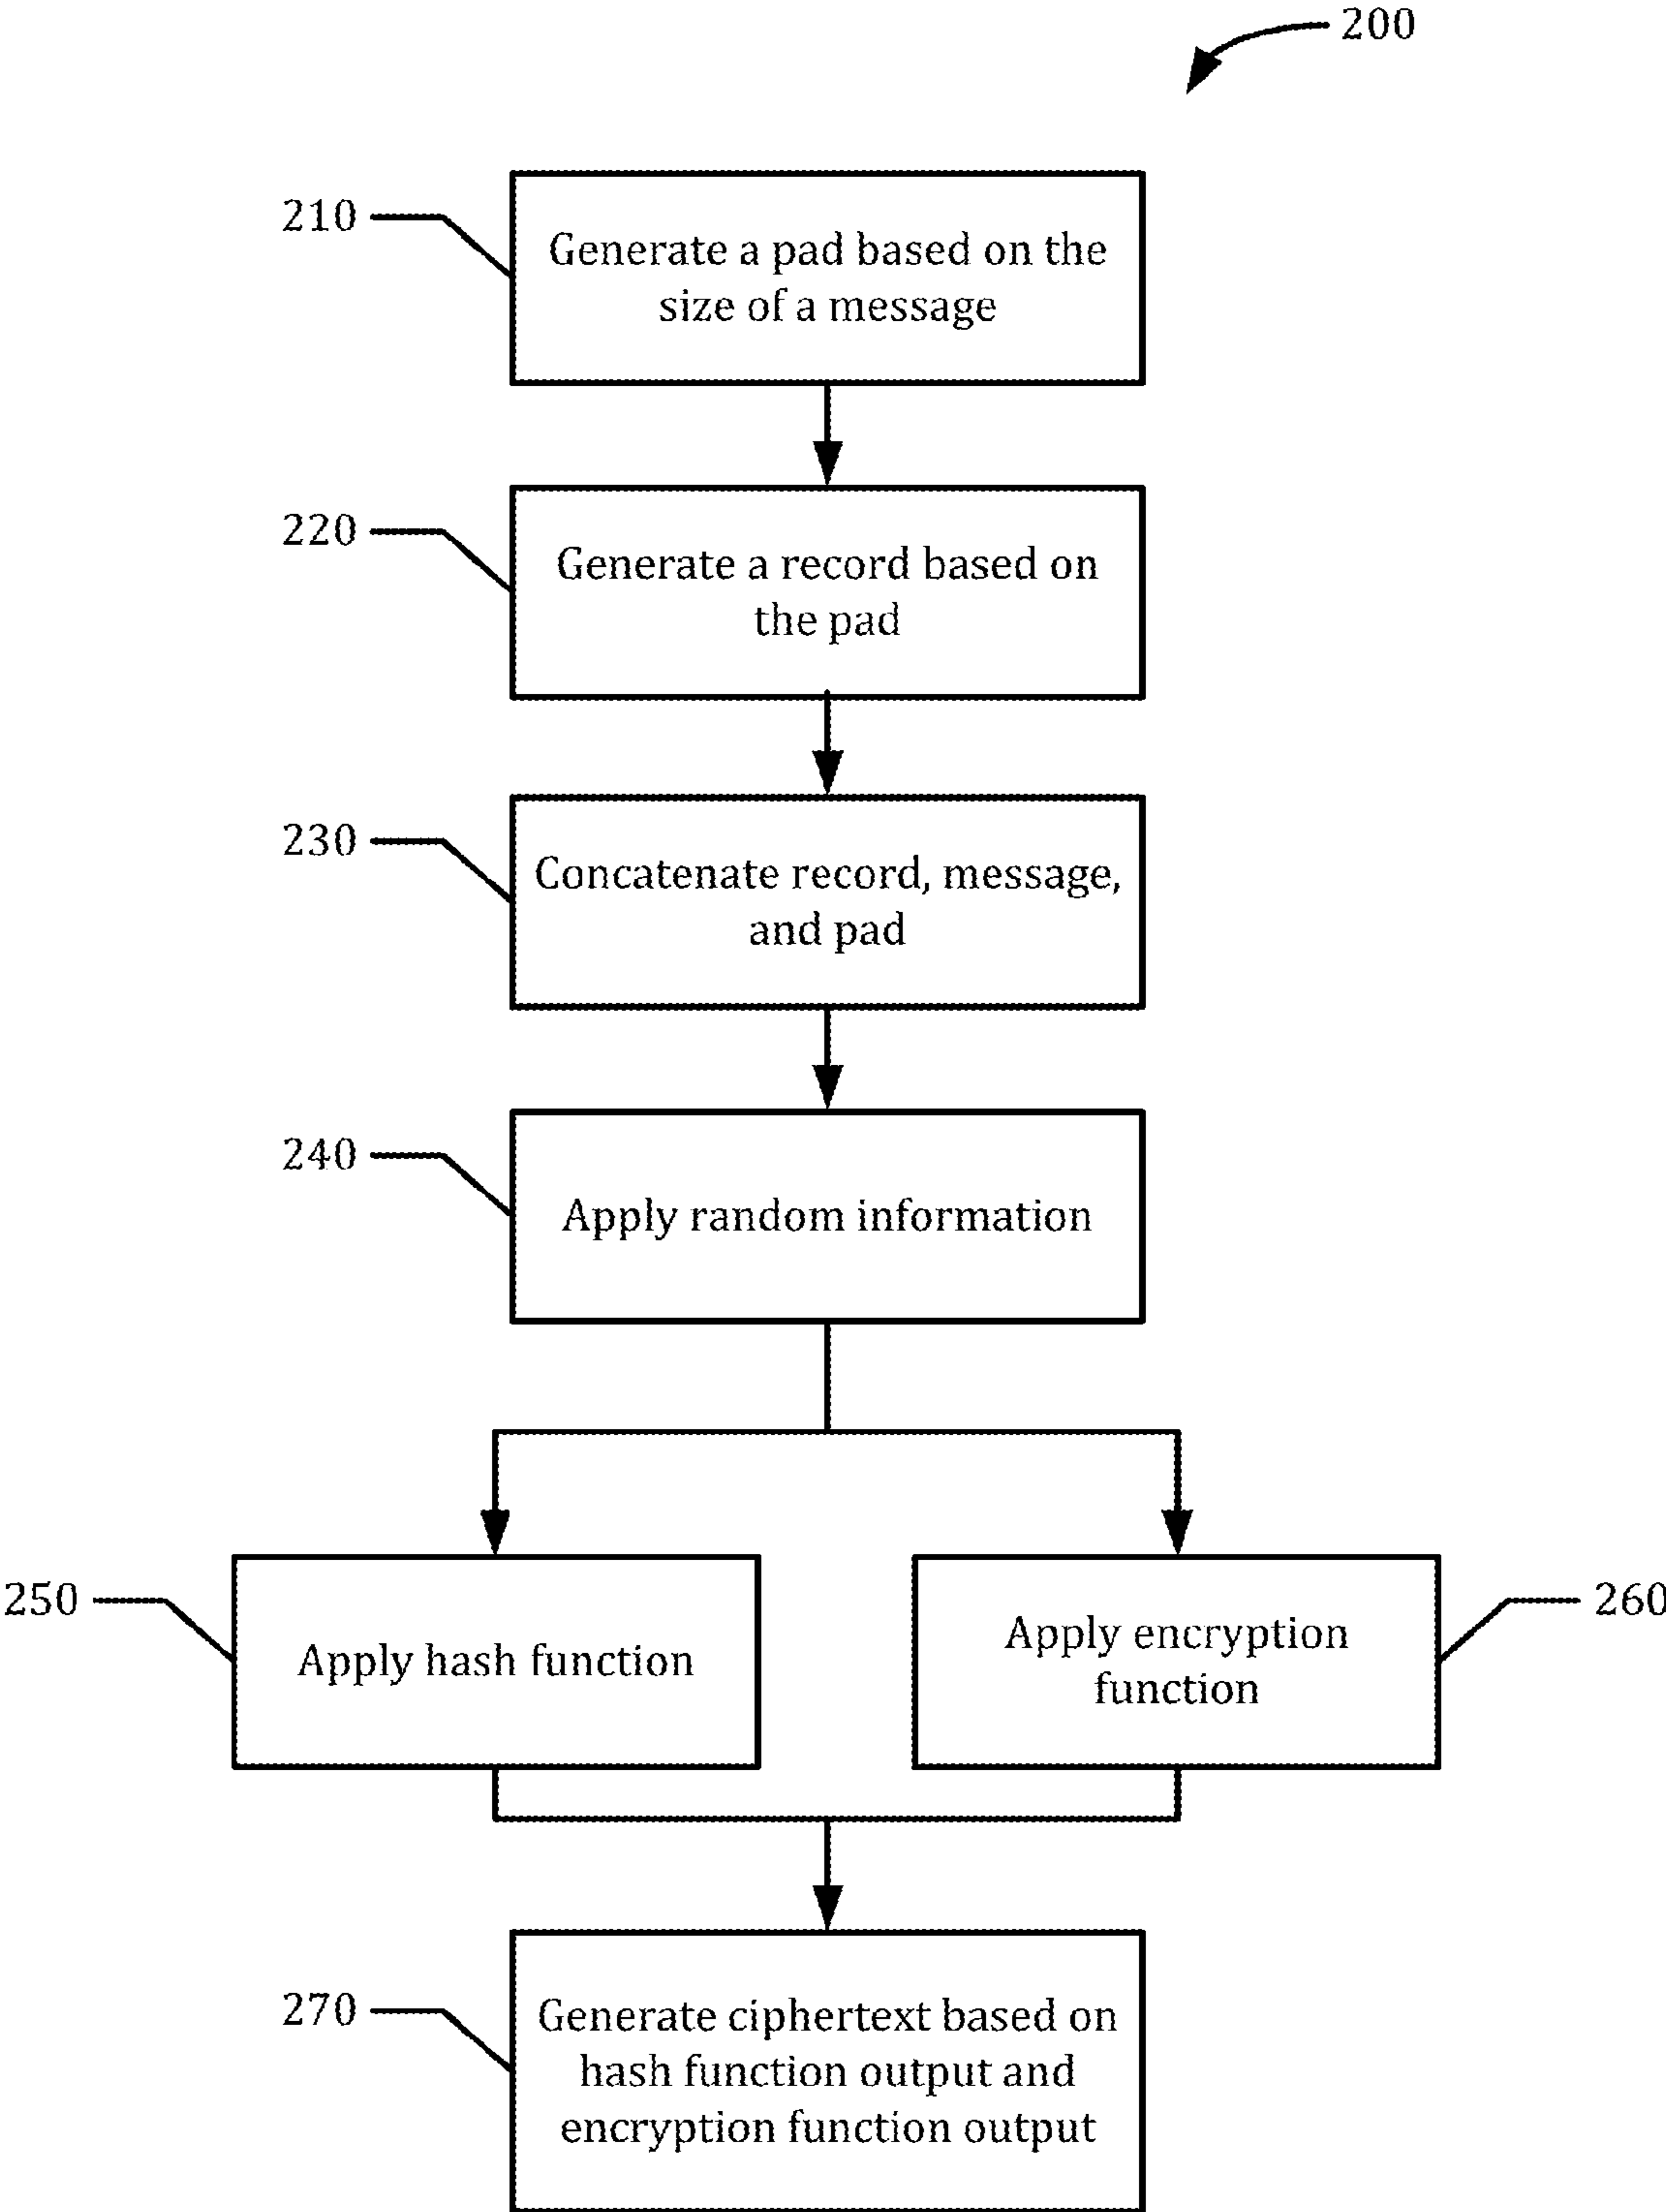 200
210
Generate a pad based on the
size of a message
220
Generate a record based on
the pad
230
Concatenate record, message,
and pad
240
Apply random information
250
Apply hash function
260
Apply encryption
function
270
Generate ciphertext based on
hash function output and
encryption function output